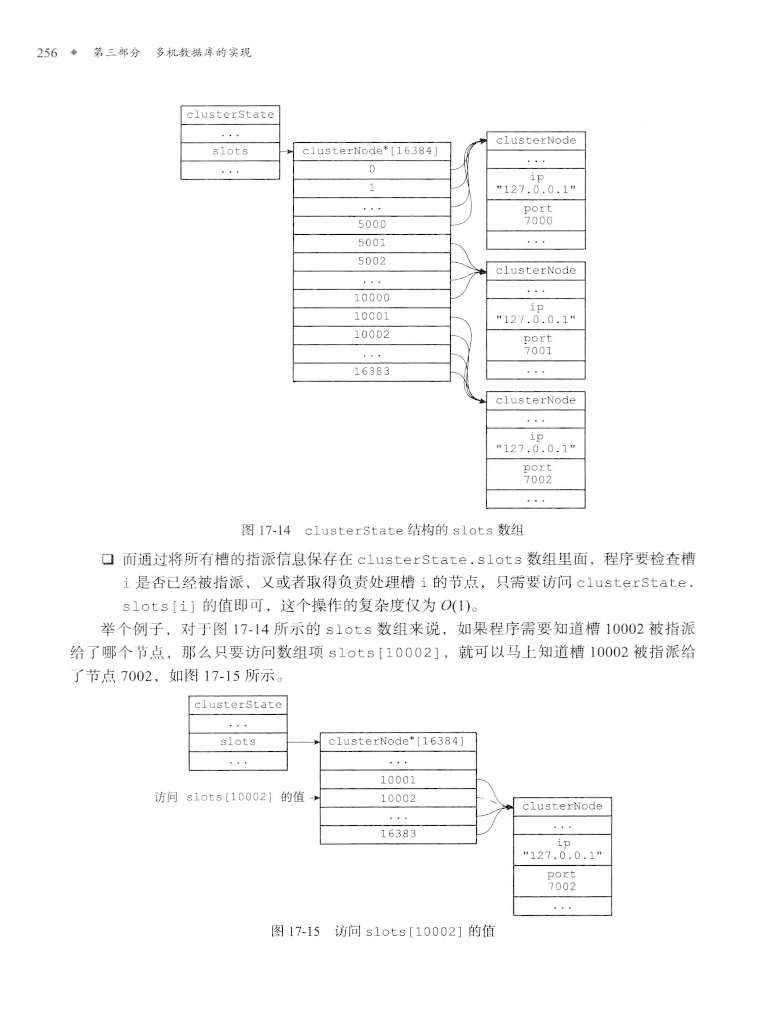 256 ◆ 第三部分 多机数据库的实现
clusterState
...
slots
...
clusterNode*[16384]
0
1
...
5000
5001
5002
...
10000
10001
10002
...
16383
clusterNode
...
ip
"127.0.0.1"
port
7000
...
clusterNode
...
ip
"127.0.0.1"
port
7001
...
clusterNode
...
ip
"127.0.0.1"
port
7002
...
图 17-14 clusterState 结构的 slots 数组
❑ 而通过将所有槽的指派信息保存在 clusterState.slots 数组里面，程序要检查槽
i 是否已经被指派，又或者取得负责处理槽 i 的节点，只需要访问 clusterState.
slots[i] 的值即可，这个操作的复杂度仅为 O(1)。
举个例子，对于图 17-14 所示的 slots 数组来说，如果程序需要知道槽 10002 被指派
给了哪个节点，那么只要访问数组项 slots[10002]，就可以马上知道槽 10002 被指派给
了节点 7002，如图 17-15 所示。
clusterState
...
slots
...
clusterNode*[16384]
...
10001
访问 slots[10002] 的值
10002
...
16383
clusterNode
...
ip
"127.0.0.1"
port
7002
...
图 17-15 访问 slots[10002] 的值